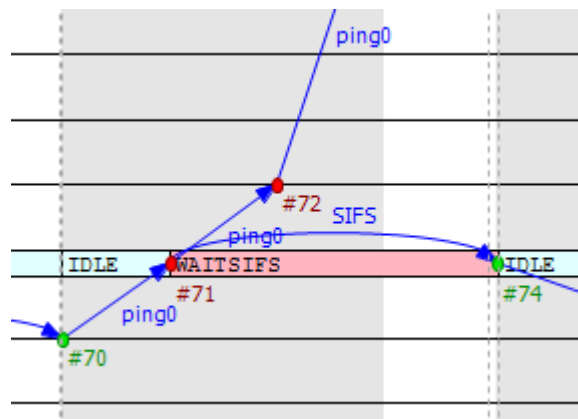 ping0
#72
SIFS
ping0
IDLE
WAITSIFS
IDLE
#71
#74
ping0
#70